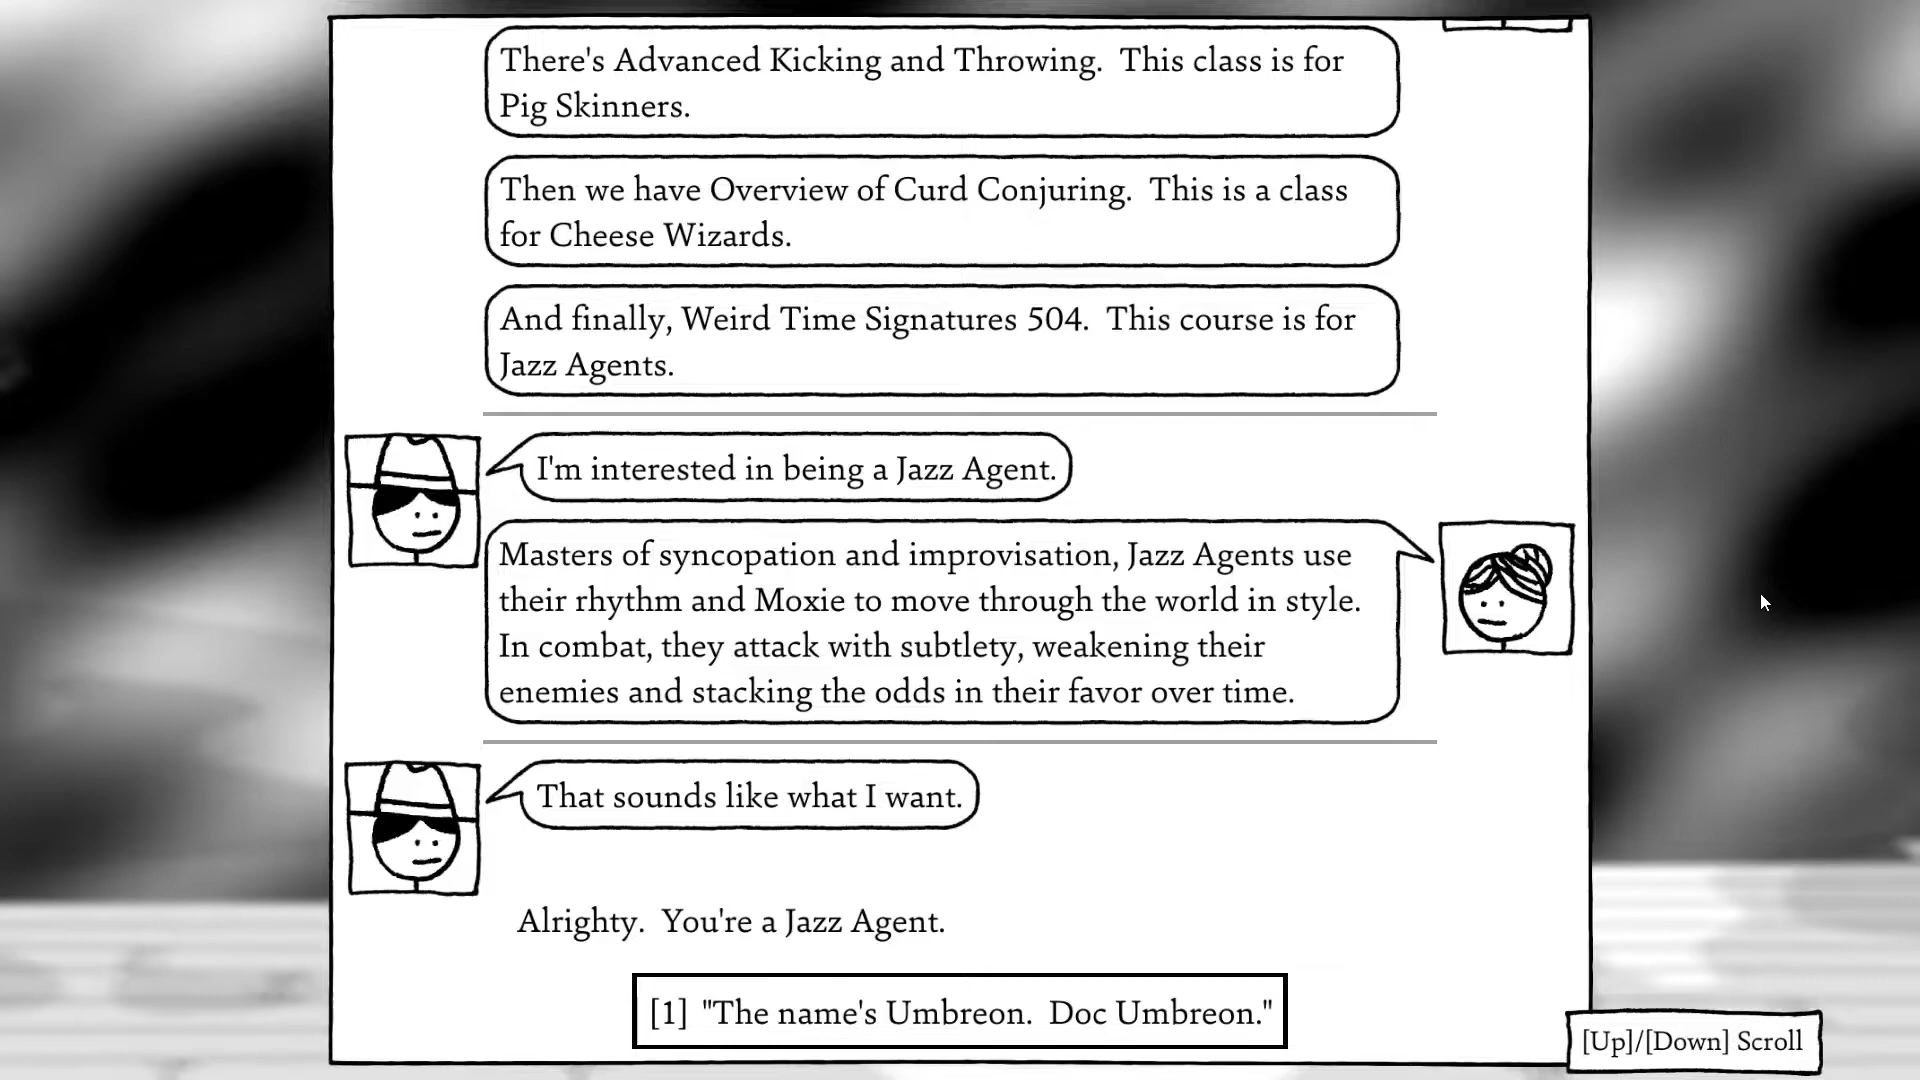 There's Advanced Kicking and Throwing.  This class is for
Pig Skinners.
Then we have Overview of Curd Conjuring.  This is a class
for Cheese Wizards.
And finally, Weird Time Signatures 504.  This course is for
Jazz Agents.
I'm interested in being a Jazz Agent.
Masters of syncopation and improvisation, Jazz Agents use
their rhythm and Moxie to move through the world in style.
In combat, they attack with subtlety, weakening their
enemies and stacking the odds in their favor over time.
That sounds like what I want.
Alrighty.  You're a Jazz Agent.
[1] "The name's Umbreon.  Doc Umbreon."
[Up]/[Down] Scroll